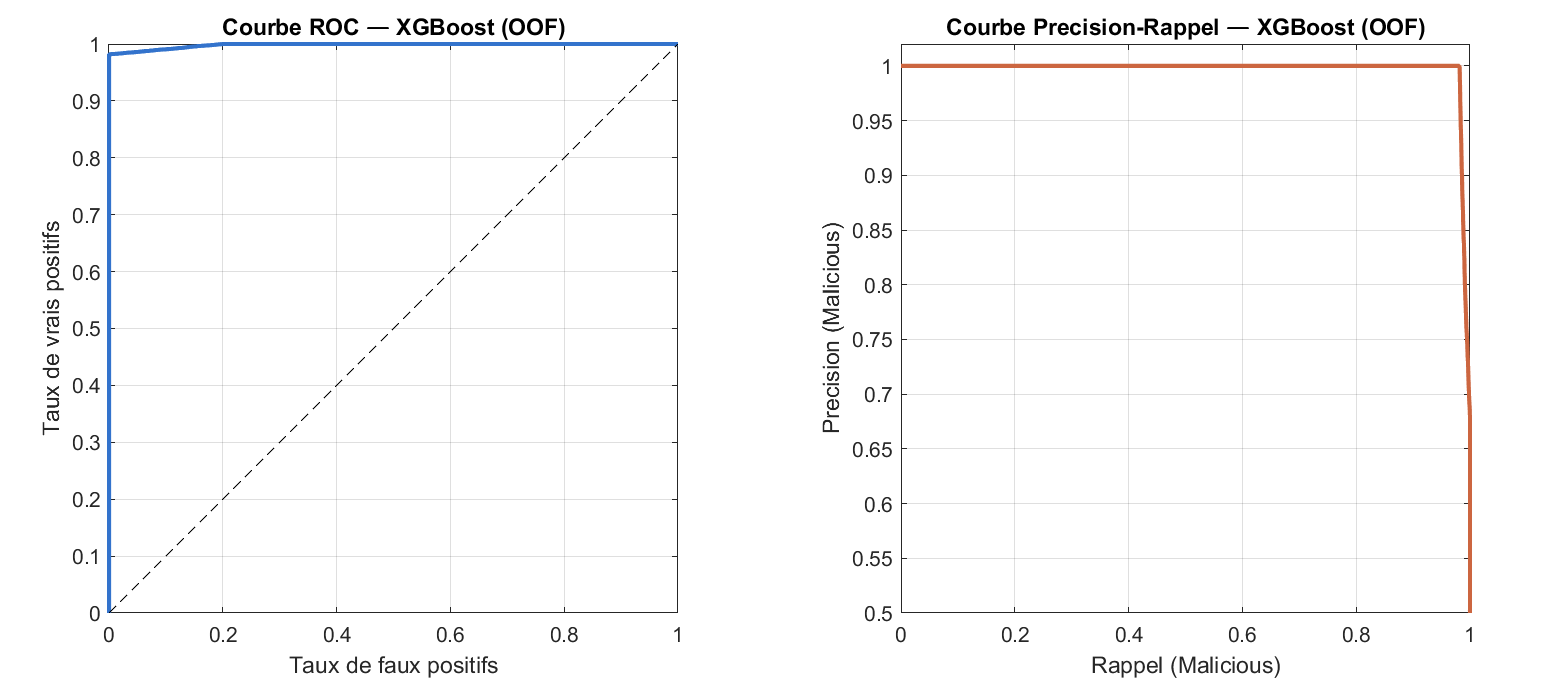 Courbe ROC — XGBoost (OOF)
1
0.9
0.8
0.7
0.6
0.5
0.4
0.3
0.2
0.1
0
Taux de vrais positifs
0 0.2 0.4 0.6 0.8 1
Taux de faux positifs
Courbe Precision-Rappel — XGBoost (OOF)
1
0.95
0.9
0.85
0.8
0.75
0.7
0.65
0.6
0.55
0.5
Precision (Malicious)
0 0.2 0.4 0.6 0.8 1
Rappel (Malicious)